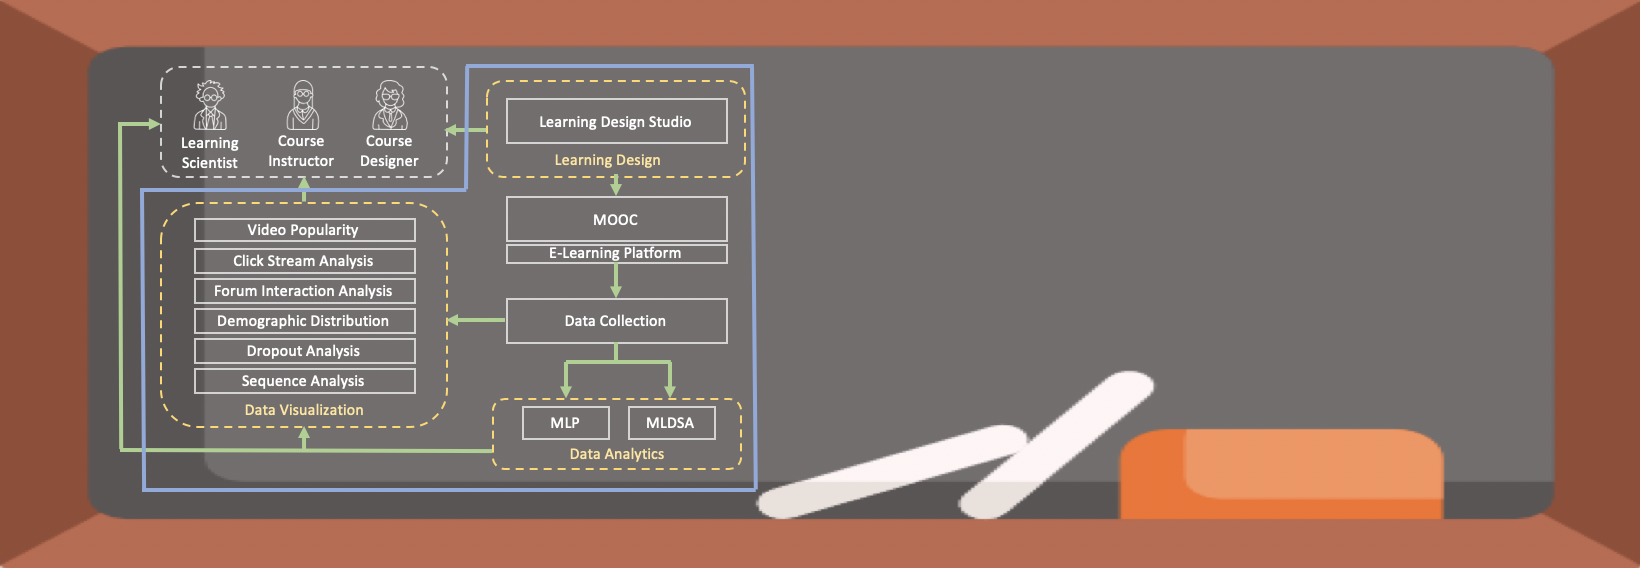 Learning
Scientist
Course
Instructor
Course
Designer
Learning Design Studio
Learning Design
MOOC
E-Learning Platform
Video Popularity
Click Stream Analysis
Forum Interaction Analysis
Demographic Distribution
Dropout Analysis
Sequence Analysis
Data Visualization
Data Collection
MLP
MLDSA
Data Analytics